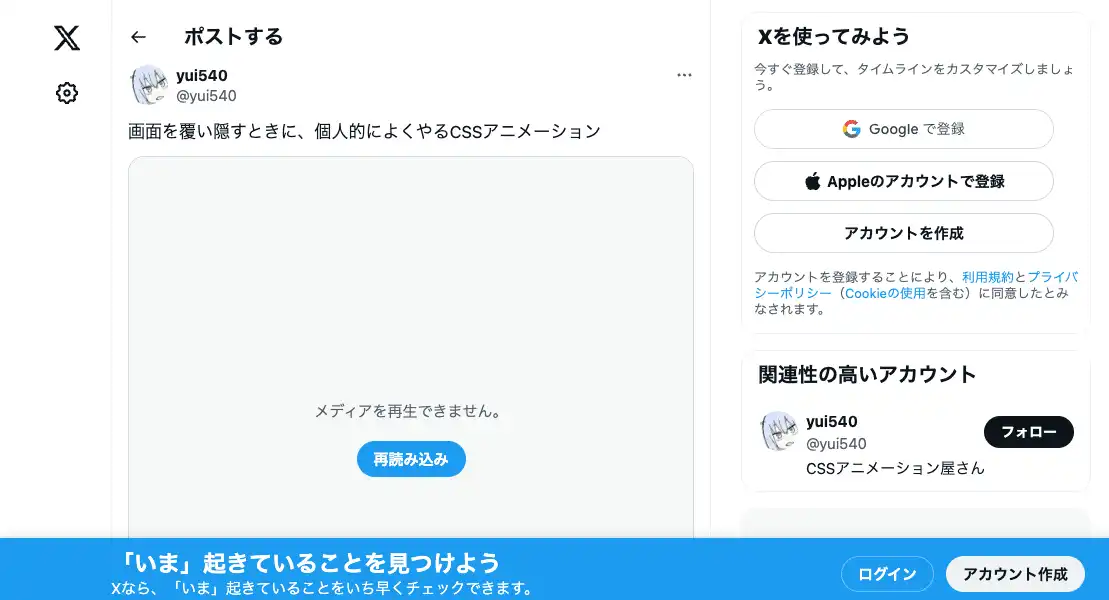 ポストする
yui540
@yui540
画面を覆い隠すときに、個人的によくやるCSSアニメーション
メディアを再生できません。
再読み込み
Xを使ってみよう
今すぐ登録して、タイムラインをカスタマイズしましょ
う。
Google で登録
Appleのアカウントで登録
アカウントを作成
アカウントを登録することにより、利用規約とプライバ
シーポリシー（Cookieの使用を含む）に同意したとみ
なされます。
関連性の高いアカウント
yui540
@yui540
フォロー
CSSアニメーション屋さん
「いま」起きていることを見つけよう
Xなら、「いま」起きていることをいち早くチェックできます。
ログイン
アカウント作成